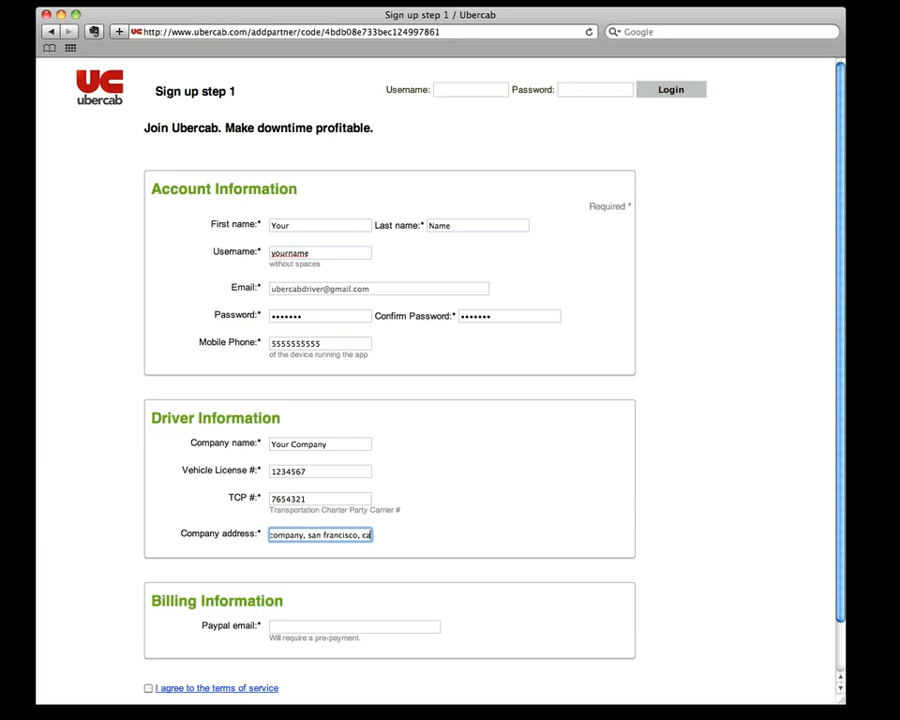 Sign up step 1 / Ubercab
UC http://www.ubercab.com/addpartner/code/4bdb08e733bec124997861
Google
UC
ubercab
Sign up step 1
Username:
Password:
Login
Join Ubercab. Make downtime profitable.
Account Information
Required *
First name:* Your Last name:* Name
Username:* yourname
without spaces
Email:* ubercabdriver@gmail.com
Password:* ••••••• Confirm Password:* •••••••
Mobile Phone:* 5555555555
of the device running the app
Driver Information
Company name:* Your Company
Vehicle License #:* 1234567
TCP #:* 7654321
Transportation Charter Party Carrier #
Company address:* company, san francisco, ca
Billing Information
Paypal email:*
Will require a pre-payment.
I agree to the terms of service